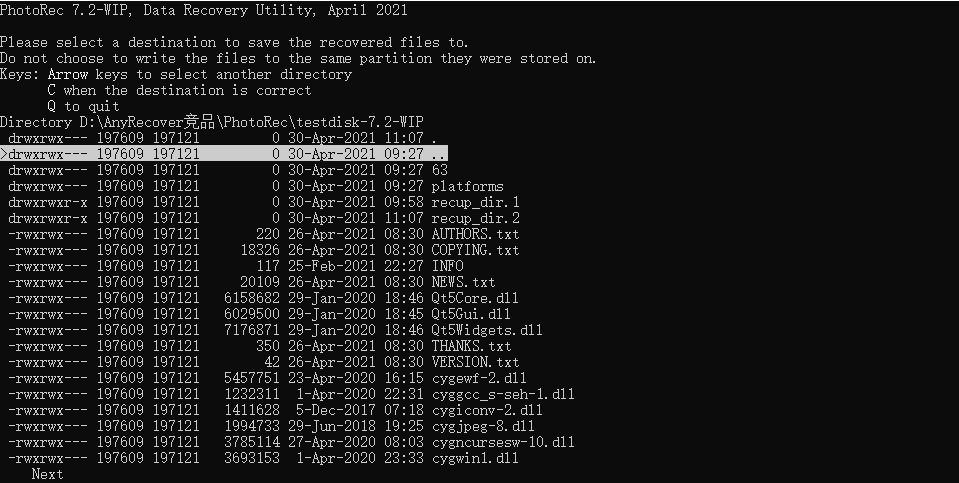 PhotoRec 7.2-WIP, Data Recovery Utility, April 2021
Please select a destination to save the recovered files to.
Do not choose to write the files to the same partition they were stored on.
Keys: Arrow keys to select another directory
      C when the destination is correct
      Q to quit
Directory D:\AnyRecover竞品\PhotoRec\testdisk-7.2-WIP
 drwxrwx--- 197609 197121         0 30-Apr-2021 11:07 .
>drwxrwx--- 197609 197121         0 30-Apr-2021 09:27 ..
 drwxrwx--- 197609 197121         0 30-Apr-2021 09:27 63
 drwxrwx--- 197609 197121         0 30-Apr-2021 09:27 platforms
 drwxrwxr-x 197609 197121         0 30-Apr-2021 09:58 recup_dir.1
 drwxrwxr-x 197609 197121         0 30-Apr-2021 11:07 recup_dir.2
 -rwxrwx--- 197609 197121       220 26-Apr-2021 08:30 AUTHORS.txt
 -rwxrwx--- 197609 197121     18326 26-Apr-2021 08:30 COPYING.txt
 -rwxrwx--- 197609 197121       117 25-Feb-2021 22:27 INFO
 -rwxrwx--- 197609 197121     20109 26-Apr-2021 08:30 NEWS.txt
 -rwxrwx--- 197609 197121   6158682 29-Jan-2020 18:46 Qt5Core.dll
 -rwxrwx--- 197609 197121   6029500 29-Jan-2020 18:45 Qt5Gui.dll
 -rwxrwx--- 197609 197121   7176871 29-Jan-2020 18:46 Qt5Widgets.dll
 -rwxrwx--- 197609 197121       350 26-Apr-2021 08:30 THANKS.txt
 -rwxrwx--- 197609 197121        42 26-Apr-2021 08:30 VERSION.txt
 -rwxrwx--- 197609 197121   5457751 23-Apr-2020 16:15 cygewf-2.dll
 -rwxrwx--- 197609 197121   1232311  1-Apr-2020 22:31 cyggcc_s-seh-1.dll
 -rwxrwx--- 197609 197121   1411628  5-Dec-2017 07:18 cygiconv-2.dll
 -rwxrwx--- 197609 197121   1994733 29-Jun-2018 19:25 cygjpeg-8.dll
 -rwxrwx--- 197609 197121   3785114 27-Apr-2020 08:03 cygncursesw-10.dll
 -rwxrwx--- 197609 197121   3693153  1-Apr-2020 23:33 cygwin1.dll
    Next